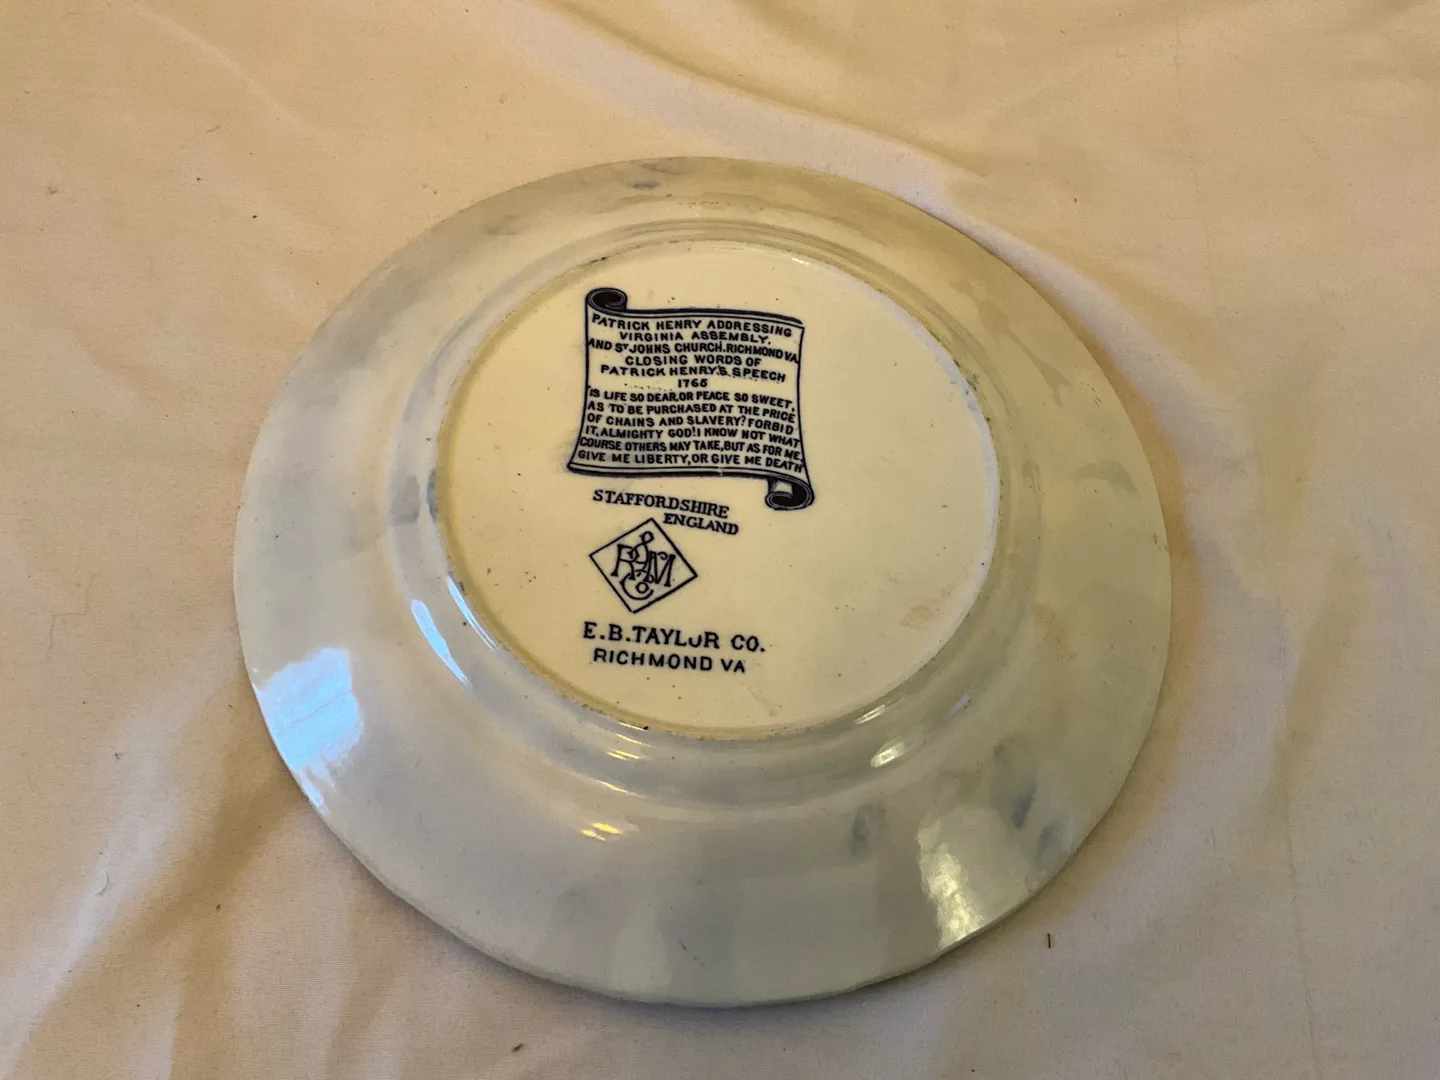 PATRICK HENRY ADDRESSING
VIRGINIA ASSEMBLY.
AND ST JOHNS CHURCH.RICHMOND VA.
CLOSING WORDS OF
PATRICK HENRY'S SPEECH
1765
"IS LIFE SO DEAR,OR PEACE SO SWEET,
AS TO BE PURCHASED AT THE PRICE
OF CHAINS AND SLAVERY? FORBID
IT, ALMIGHTY GOD! I KNOW NOT WHAT
COURSE OTHERS MAY TAKE, BUT AS FOR ME,
GIVE ME LIBERTY, OR GIVE ME DEATH"
STAFFORDSHIRE
ENGLAND
E.B.TAYLOR CO.
RICHMOND VA